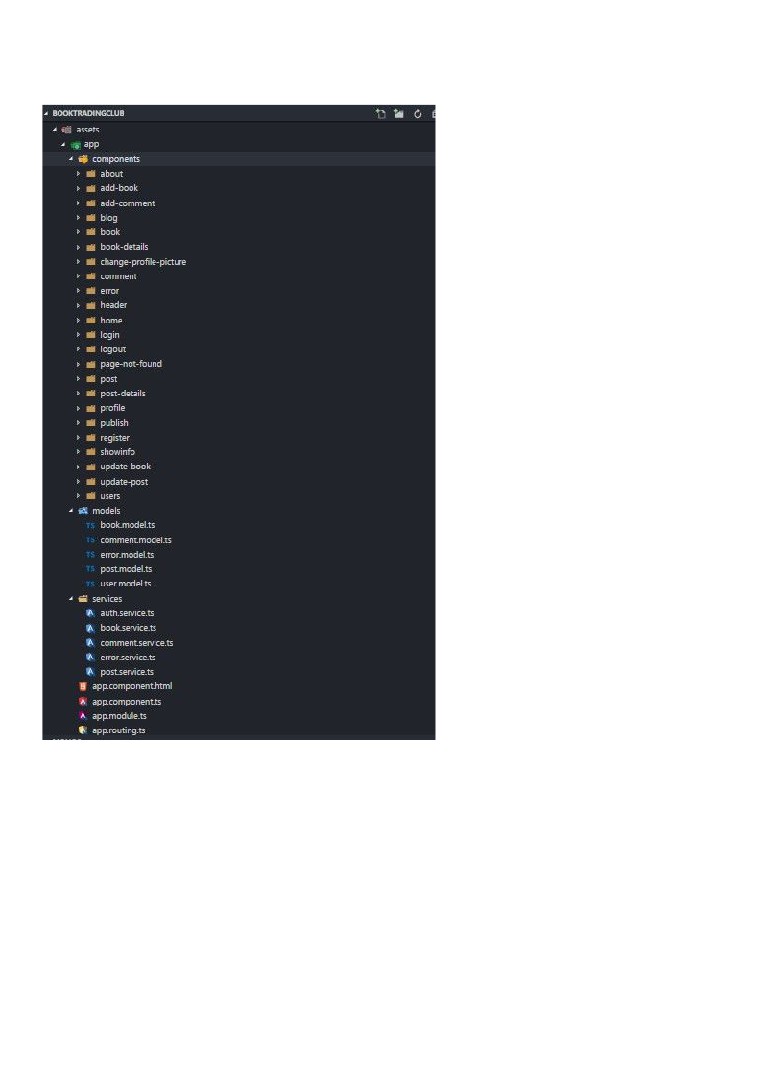 BOOKTRADINGCLUB
assets
app
components
about
add-book
add-comment
blog
book
book-details
change-profile-picture
comment
error
header
home
login
logout
page-not-found
post
post-details
profile
publish
register
showinfo
update-book
update-post
users
models
TS book.model.ts
TS comment.model.ts
TS error.model.ts
TS post.model.ts
TS user.model.ts
services
auth.service.ts
book.service.ts
comment.service.ts
error.service.ts
post.service.ts
app.component.html
app.component.ts
app.module.ts
app.routing.ts